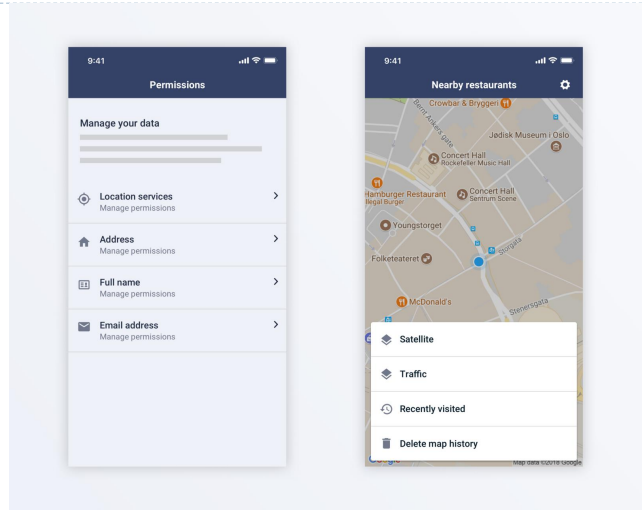 9:41
Permissions
Manage your data
Location services
Manage permissions
Address
Manage permissions
Full name
Manage permissions
Email address
Manage permissions
9:41
Nearby restaurants
Crowbar & Bryggeri
Bernt Ankers gate
Jødisk Museum i Oslo
Concert Hall
Rockefeller Music Hall
Hamburger Restaurant
Illegal Burger
Concert Hall
Sentrum Scene
Youngstorget
Storgata
Folketeateret
McDonald's
Stenersgata
Satellite
Traffic
Recently visited
Delete map history
Map data ©2018 Google